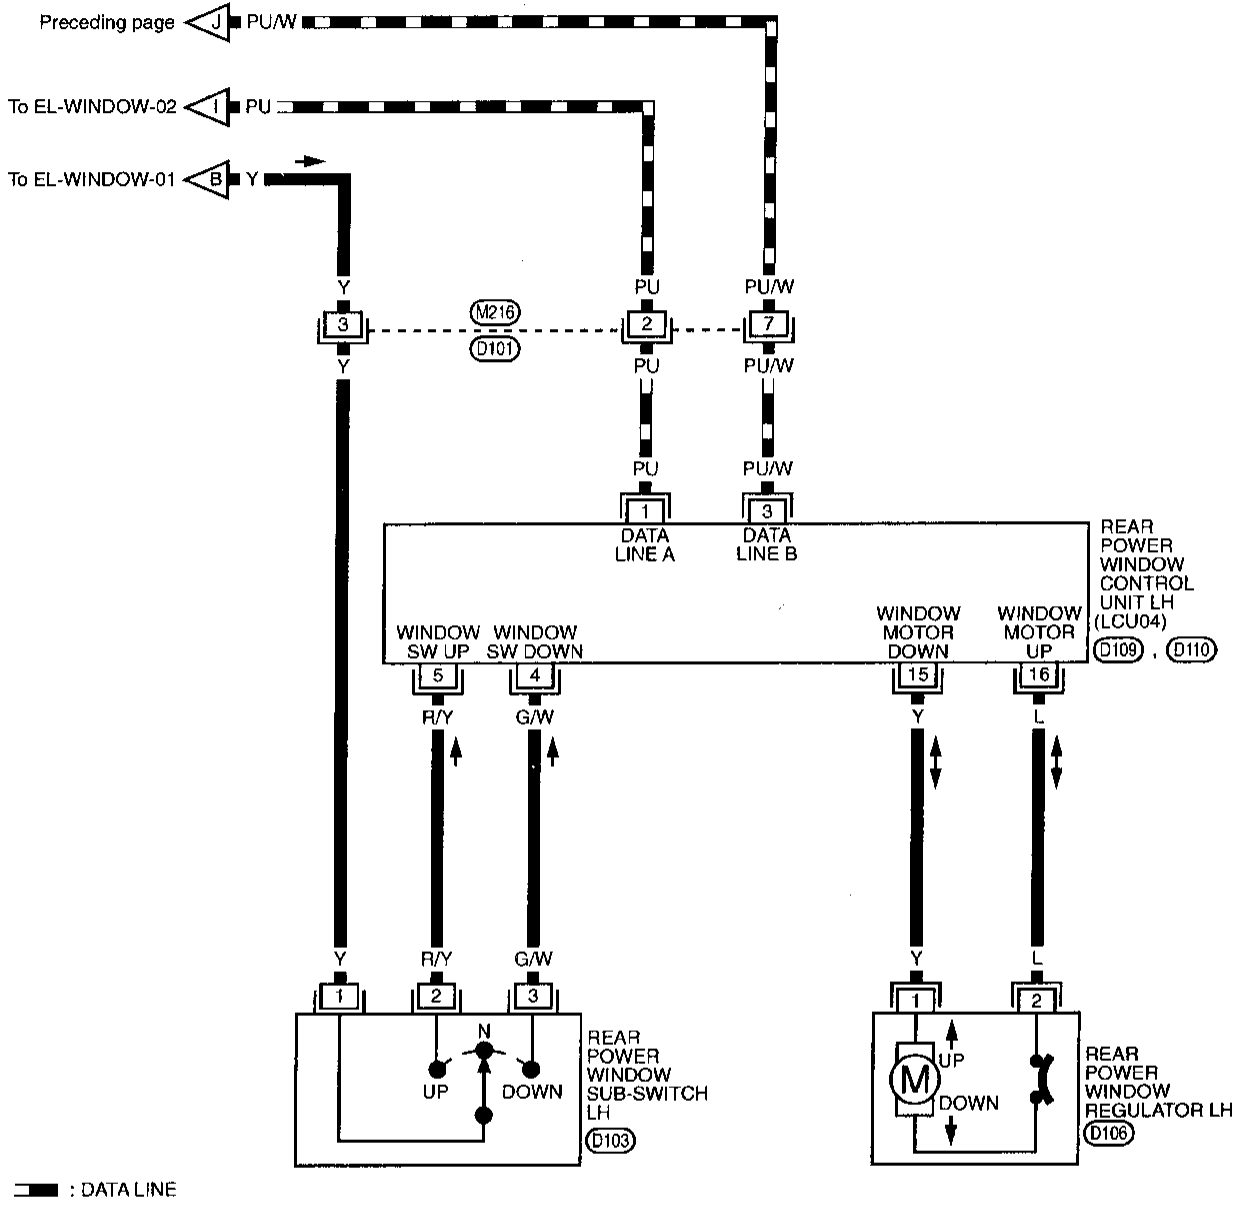 Preceding page J PU/W
To EL-WINDOW-02 I PU
To EL-WINDOW-01 B Y
Y PU PU/W
M216
3 2 7
D101
Y PU PU/W
PU PU/W
1 3
DATA LINE A
DATA LINE B
REAR
POWER
WINDOW
CONTROL
UNIT LH
(LCU04)
D109 , D110
WINDOW
SW UP
WINDOW
SW DOWN
WINDOW
MOTOR
DOWN
WINDOW
MOTOR
UP
5 4 15 16
R/Y G/W Y L
Y R/Y G/W Y L
1 2 3 1 2
N
UP DOWN
REAR
POWER
WINDOW
SUB-SWITCH
LH
D103
M
UP
DOWN
REAR
POWER
WINDOW
REGULATOR LH
D106
: DATA LINE